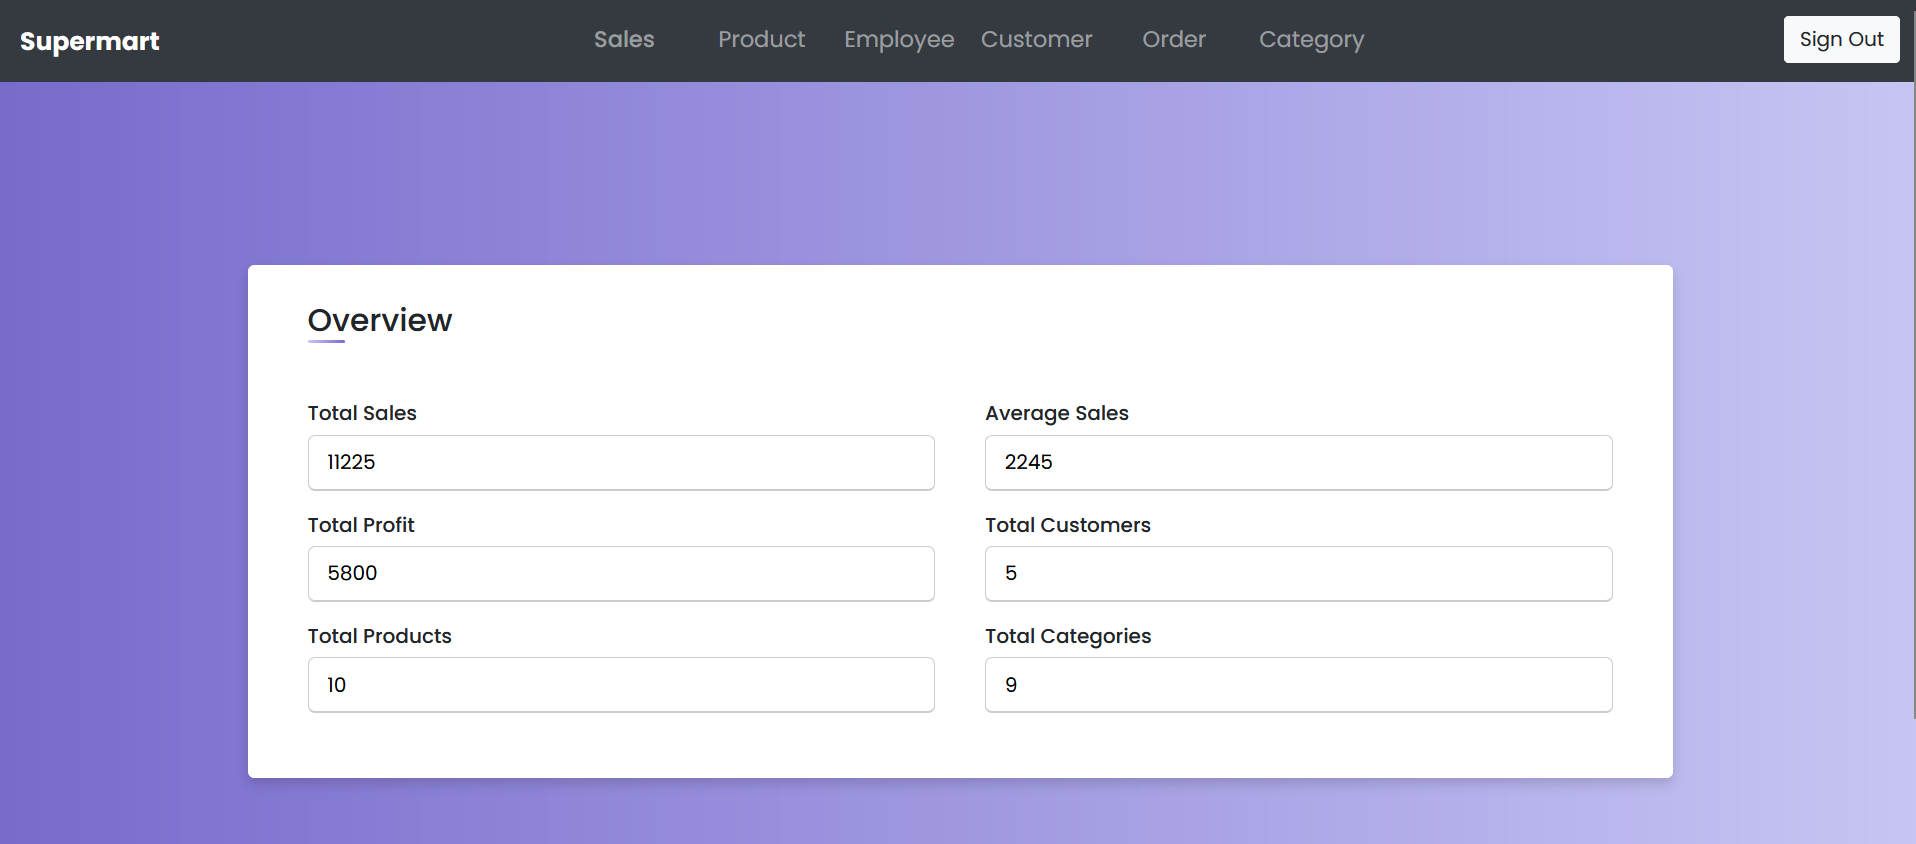 Supermart
Sales Product Employee Customer Order Category
Sign Out
Overview
Total Sales
11225
Average Sales
2245
Total Profit
5800
Total Customers
5
Total Products
10
Total Categories
9